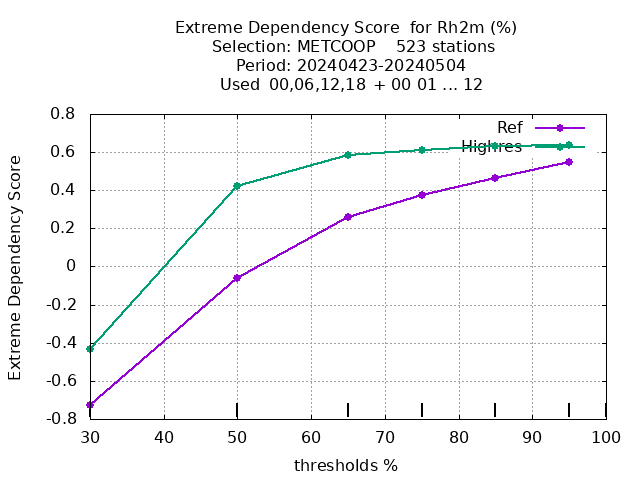 Extreme Dependency Score for Rh2m (%)
Selection: METCOOP 523 stations
Period: 20240423-20240504
Used 00,06,12,18 + 00 01 ... 12
Ref
Highres
Extreme Dependency Score
0.8
0.6
0.4
0.2
0
-0.2
-0.4
-0.6
-0.8
30 40 50 60 70 80 90 100
thresholds %